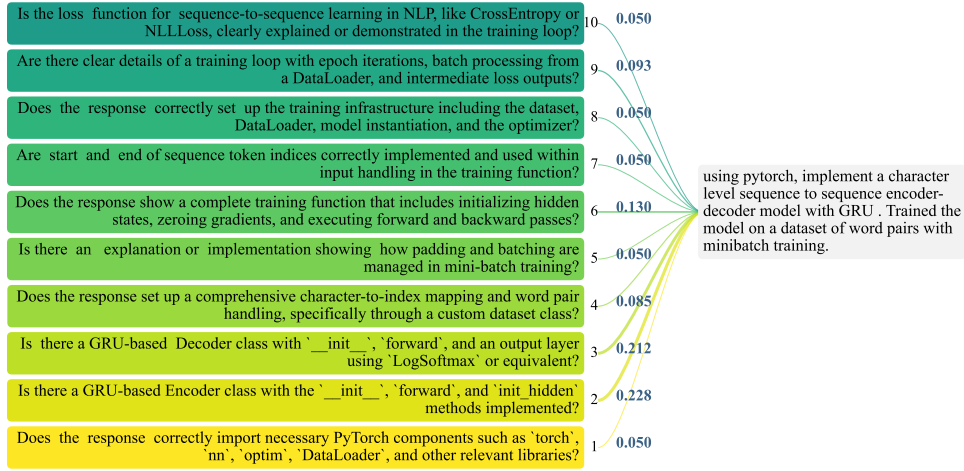 Is the loss function for sequence-to-sequence learning in NLP, like CrossEntropy or
NLLLoss, clearly explained or demonstrated in the training loop?
10
0.050
Are there clear details of a training loop with epoch iterations, batch processing from
a DataLoader, and intermediate loss outputs?
9
0.093
Does the response correctly set up the training infrastructure including the dataset,
DataLoader, model instantiation, and the optimizer?
8
0.050
Are start and end of sequence token indices correctly implemented and used within
input handling in the training function?
7
0.050
Does the response show a complete training function that includes initializing hidden
states, zeroing gradients, and executing forward and backward passes?
6
0.130
Is there an explanation or implementation showing how padding and batching are
managed in mini-batch training?
5
0.050
Does the response set up a comprehensive character-to-index mapping and word pair
handling, specifically through a custom dataset class?
4
0.085
Is there a GRU-based Decoder class with `__init__`, `forward`, and an output layer
using `LogSoftmax` or equivalent?
3
0.212
Is there a GRU-based Encoder class with the `__init__`, `forward`, and `init_hidden`
methods implemented?
2
0.228
Does the response correctly import necessary PyTorch components such as `torch`,
`nn`, `optim`, `DataLoader`, and other relevant libraries?
1
0.050
using pytorch, implement a character
level sequence to sequence encoder-
decoder model with GRU . Trained the
model on a dataset of word pairs with
minibatch training.